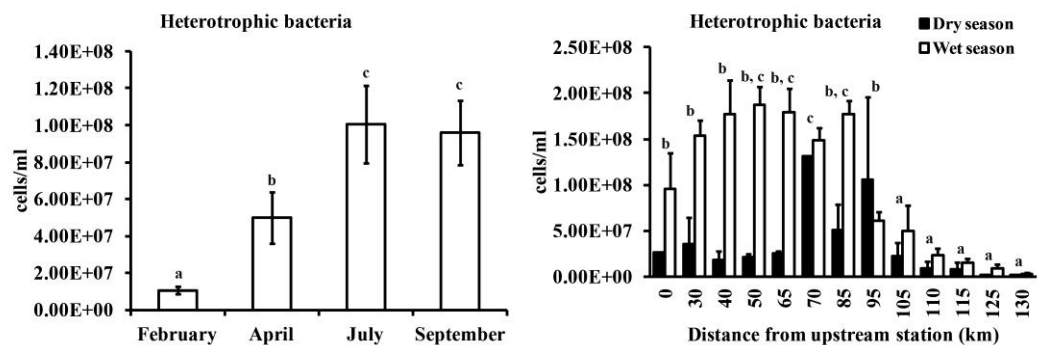 Heterotrophic bacteria
1.40E+08
1.20E+08
1.00E+08
8.00E+07
6.00E+07
4.00E+07
2.00E+07
0.00E+00
cells/ml
a
b
c
c
February April July September
Heterotrophic bacteria
Dry season
Wet season
2.50E+08
2.00E+08
1.50E+08
1.00E+08
5.00E+07
0.00E+00
cells/ml
b b b b, c b, c c b, c b a a a a a
0 30 40 50 65 70 85 95 105 110 115 125 130
Distance from upstream station (km)